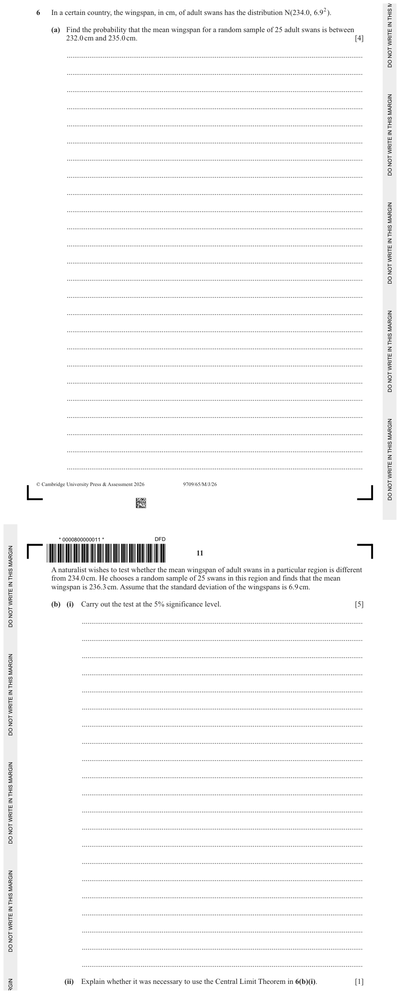 6 In a certain country, the wingspan, in cm, of adult swans has the distribution N(234.0, 6.9²).
(a) Find the probability that the mean wingspan for a random sample of 25 adult swans is between
232.0 cm and 235.0 cm. [4]
DO NOT WRITE IN THIS MARGIN
DO NOT WRITE IN THIS MARGIN
DO NOT WRITE IN THIS MARGIN
DO NOT WRITE IN THIS MARGIN
DO NOT WRITE IN THIS MARGIN
© Cambridge University Press & Assessment 2026 9709/65/M/J/26
* 0000800000011 * DFD
11
A naturalist wishes to test whether the mean wingspan of adult swans in a particular region is different
from 234.0 cm. He chooses a random sample of 25 swans in this region and finds that the mean
wingspan is 236.3 cm. Assume that the standard deviation of the wingspans is 6.9 cm.
(b) (i) Carry out the test at the 5% significance level. [5]
(ii) Explain whether it was necessary to use the Central Limit Theorem in 6(b)(i). [1]
DO NOT WRITE IN THIS MARGIN
DO NOT WRITE IN THIS MARGIN
DO NOT WRITE IN THIS MARGIN
DO NOT WRITE IN THIS MARGIN
RGIN